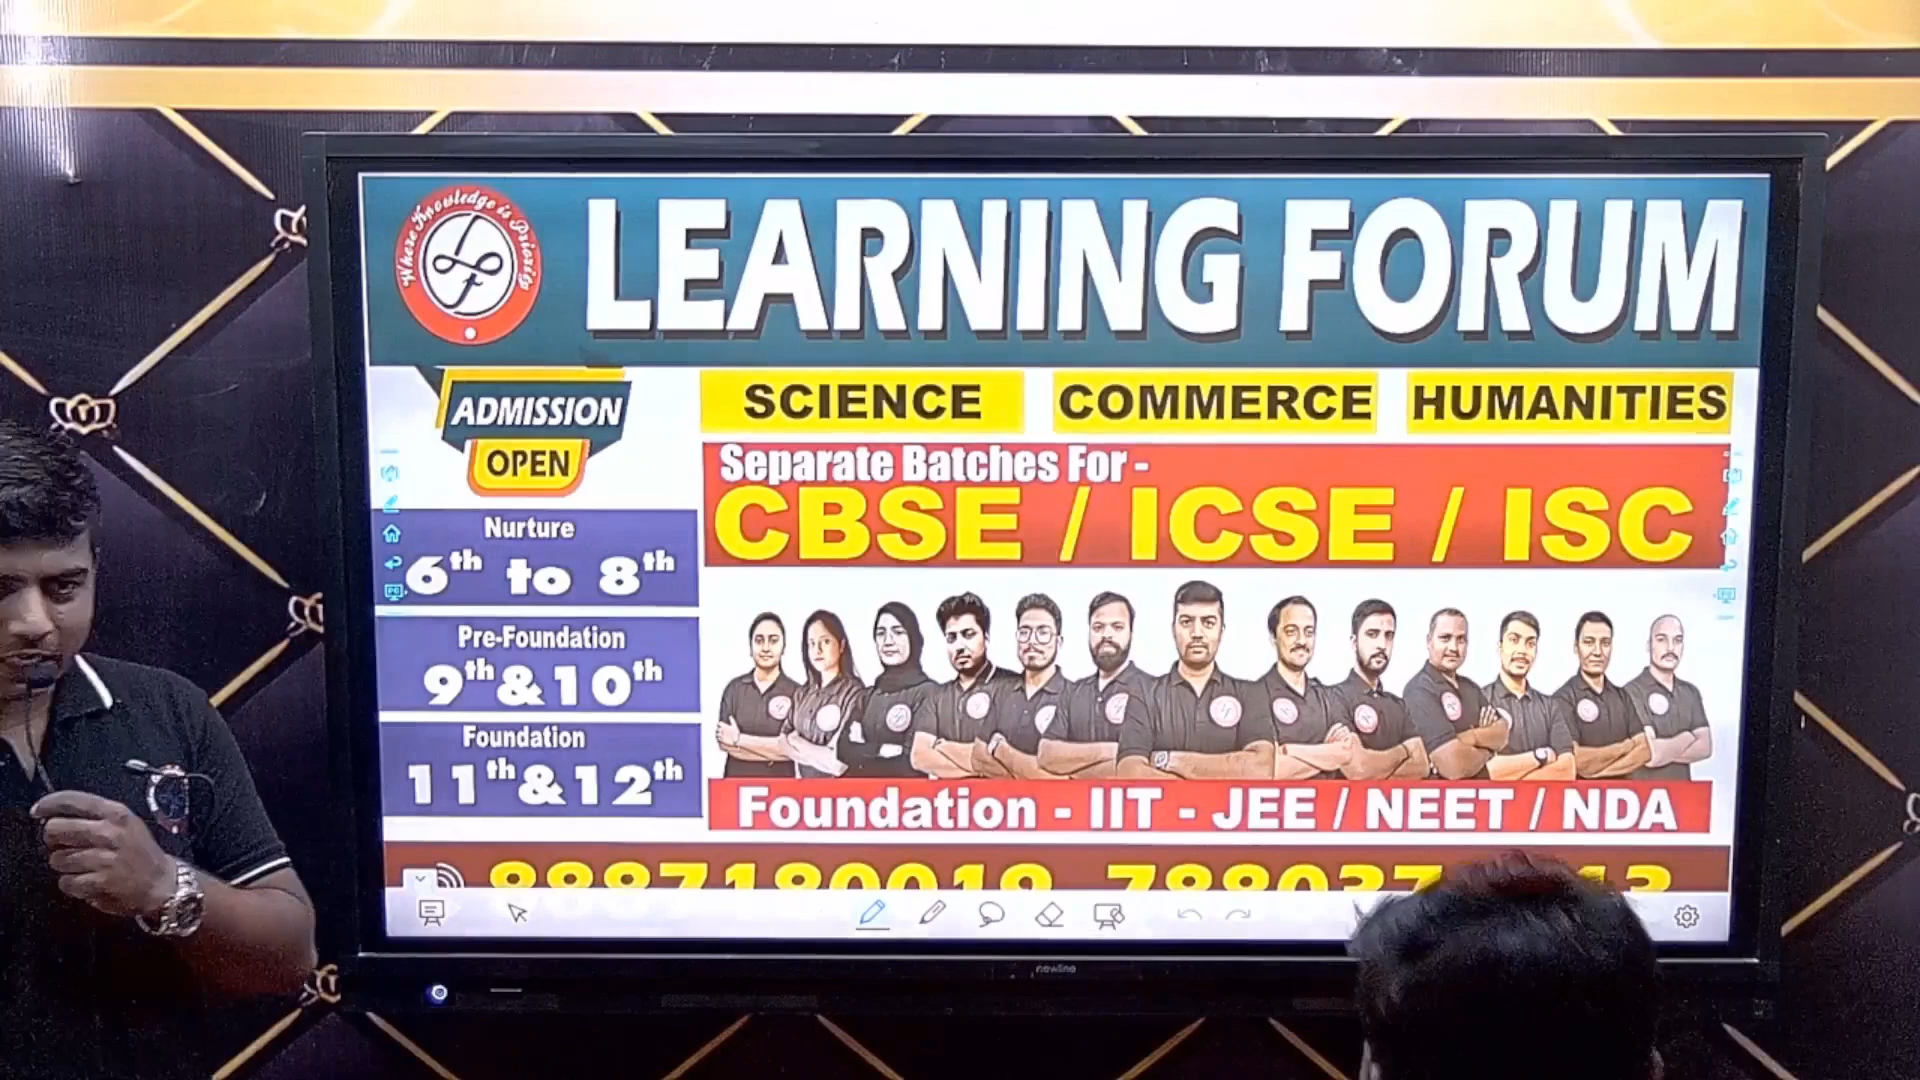 Where Knowledge is Priority
LEARNING FORUM
ADMISSION
OPEN
SCIENCE COMMERCE HUMANITIES
Separate Batches For -
CBSE / ICSE / ISC
Nurture
6th to 8th
Pre-Foundation
9th & 10th
Foundation
11th & 12th
Foundation - IIT - JEE / NEET / NDA
newline